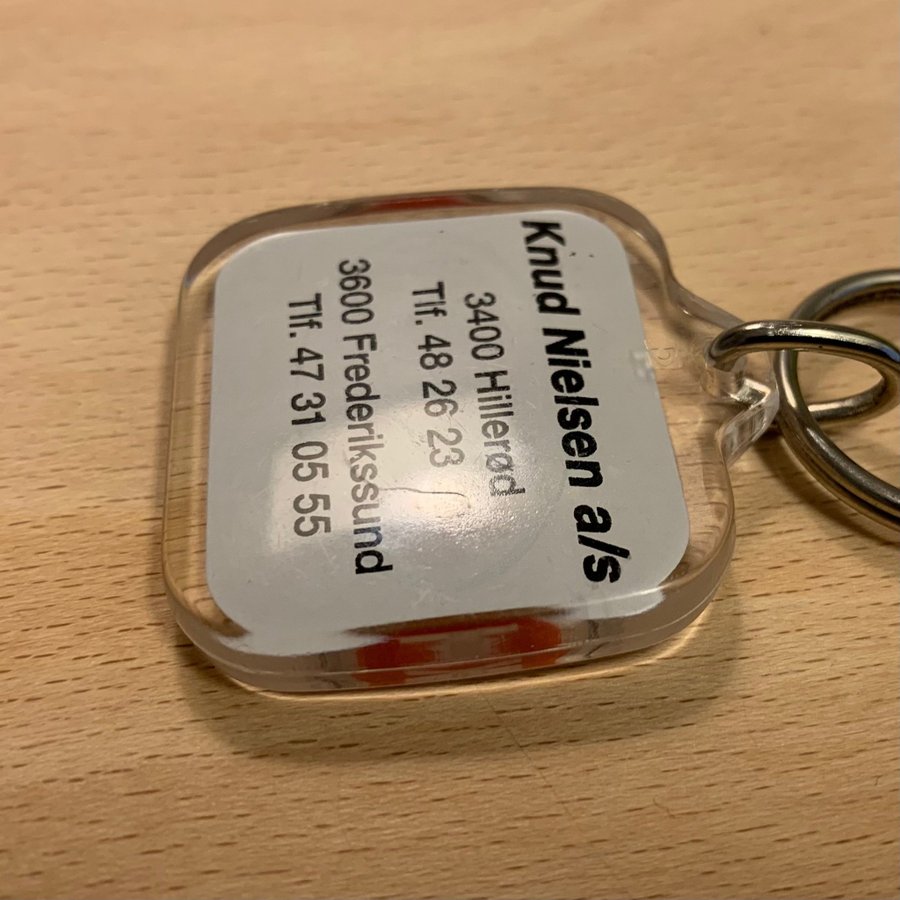 Knud Nielsen a/s
3400 Hillerød
Tlf. 48 26 23
3600 Frederikssund
Tlf. 47 31 05 55